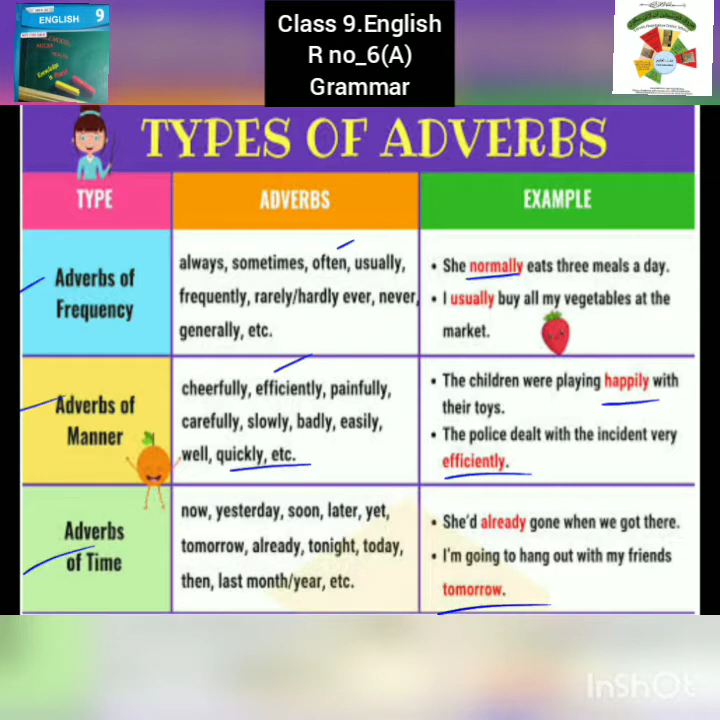 ENGLISH 9
Knowledge
Class 9.English
R no_6(A)
Grammar
TYPES OF ADVERBS
TYPE
ADVERBS
EXAMPLE
Adverbs of
Frequency
always, sometimes, often, usually,
frequently, rarely/hardly ever, never,
generally, etc.
• She normally eats three meals a day.
• I usually buy all my vegetables at the
market.
Adverbs of
Manner
cheerfully, efficiently, painfully,
carefully, slowly, badly, easily,
well, quickly, etc.
• The children were playing happily with
their toys.
• The police dealt with the incident very
efficiently.
Adverbs
of Time
now, yesterday, soon, later, yet,
tomorrow, already, tonight, today,
then, last month/year, etc.
• She'd already gone when we got there.
• I'm going to hang out with my friends
tomorrow.
InShOt